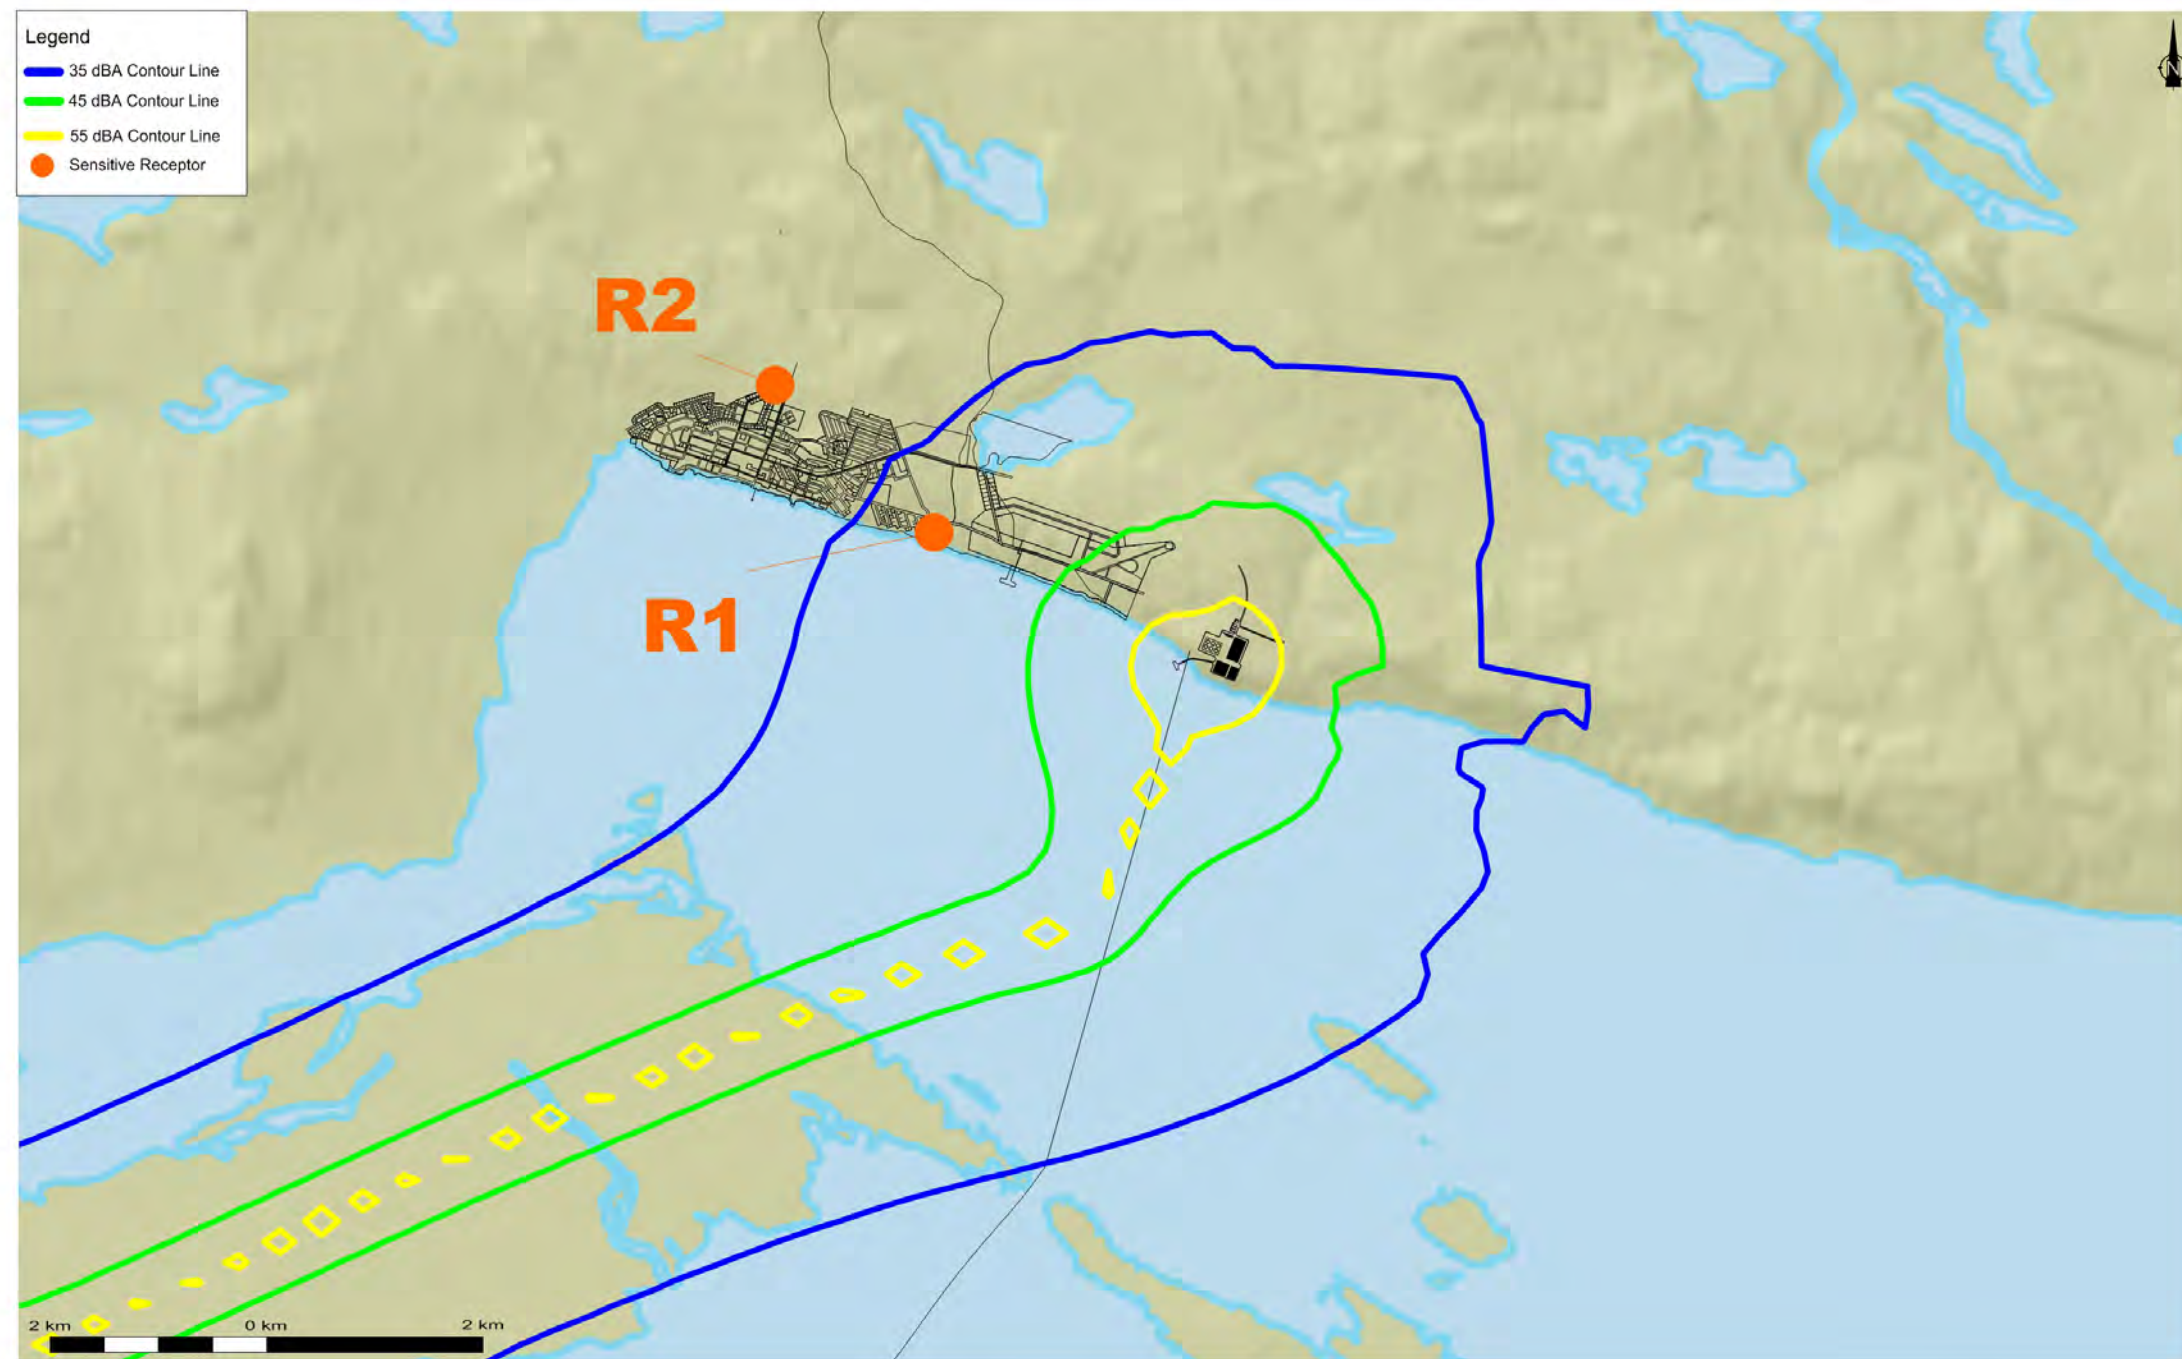 Legend
35 dBA Contour Line
45 dBA Contour Line
55 dBA Contour Line
Sensitive Receptor
N
R2
R1
2 km 0 km 2 km